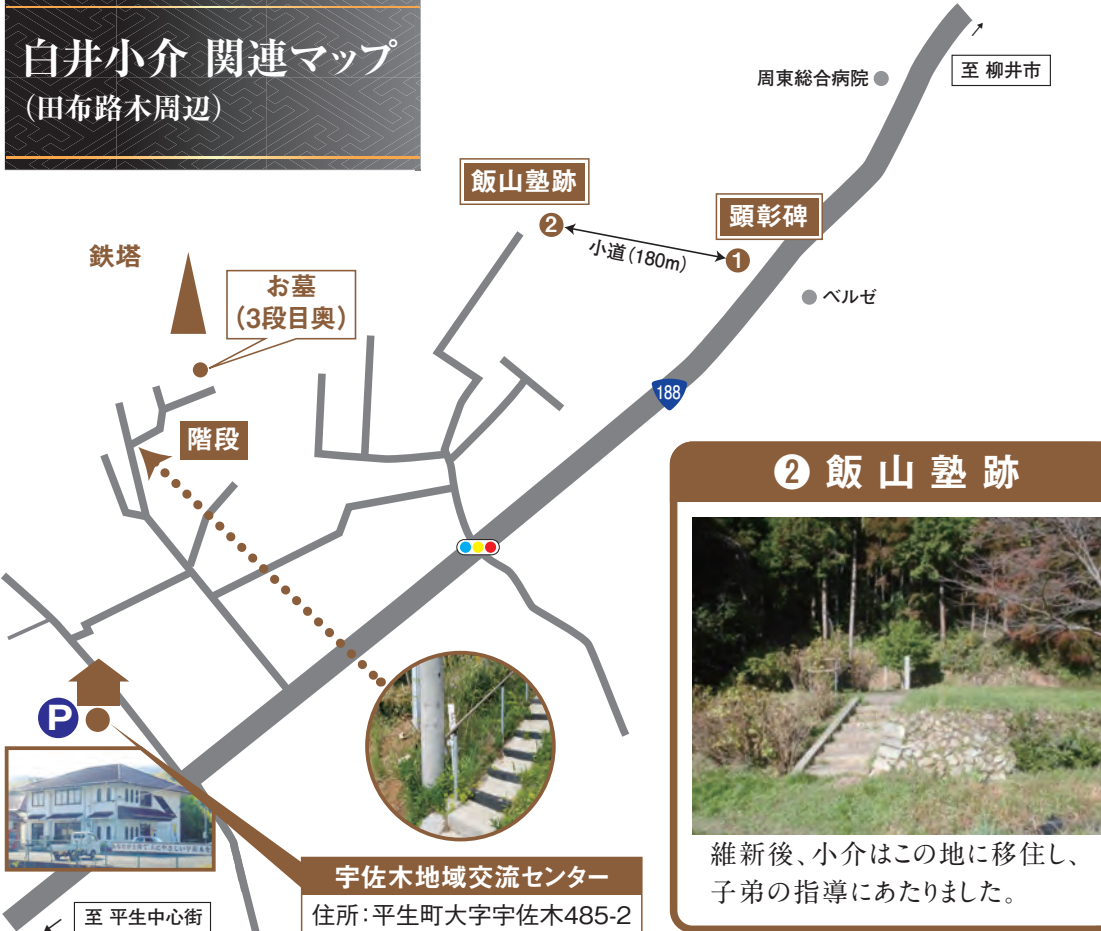 白井小介 関連マップ
（田布路木周辺）
周東総合病院
至 柳井市
飯山塾跡
顕彰碑
❷
小道（180m）
❶
ベルゼ
鉄塔
お墓
（3段目奥）
188
階段
❷ 飯山塾跡
維新後、小介はこの地に移住し、
子弟の指導にあたりました。
P
宇佐木地域交流センター
住所：平生町大字宇佐木485-2
至 平生中心街